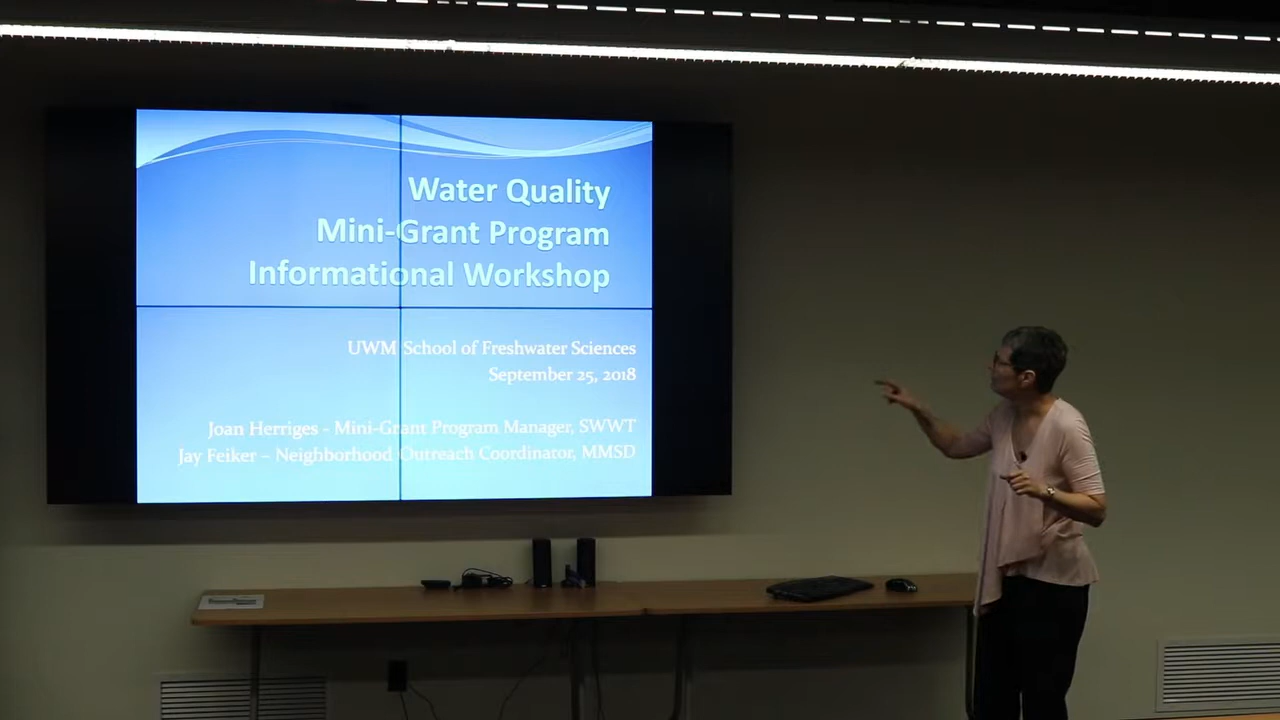 Water Quality
Mini-Grant Program
Informational Workshop
UWM School of Freshwater Sciences
September 25, 2018
Joan Herriges - Mini-Grant Program Manager, SWWT
Jay Feiker – Neighborhood Outreach Coordinator, MMSD